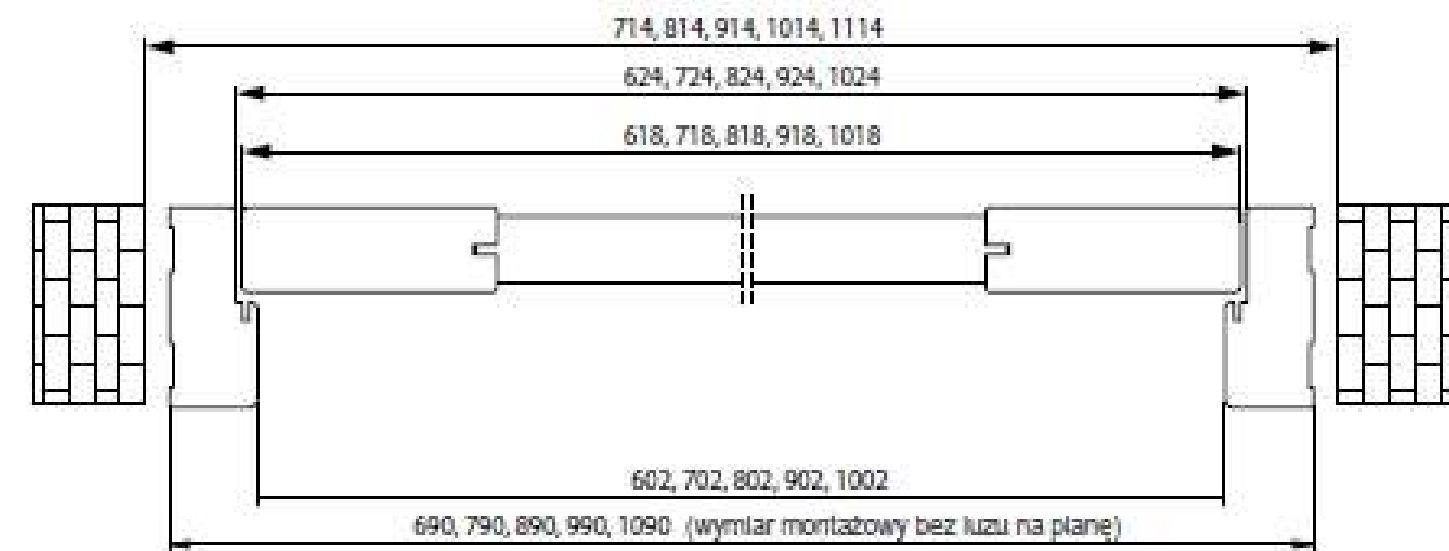 714, 814, 914, 1014, 1114
624, 724, 824, 924, 1024
618, 718, 818, 918, 1018
602, 702, 802, 902, 1002
690, 790, 890, 990, 1090 (wymiar montażowy bez luzu na pianę)